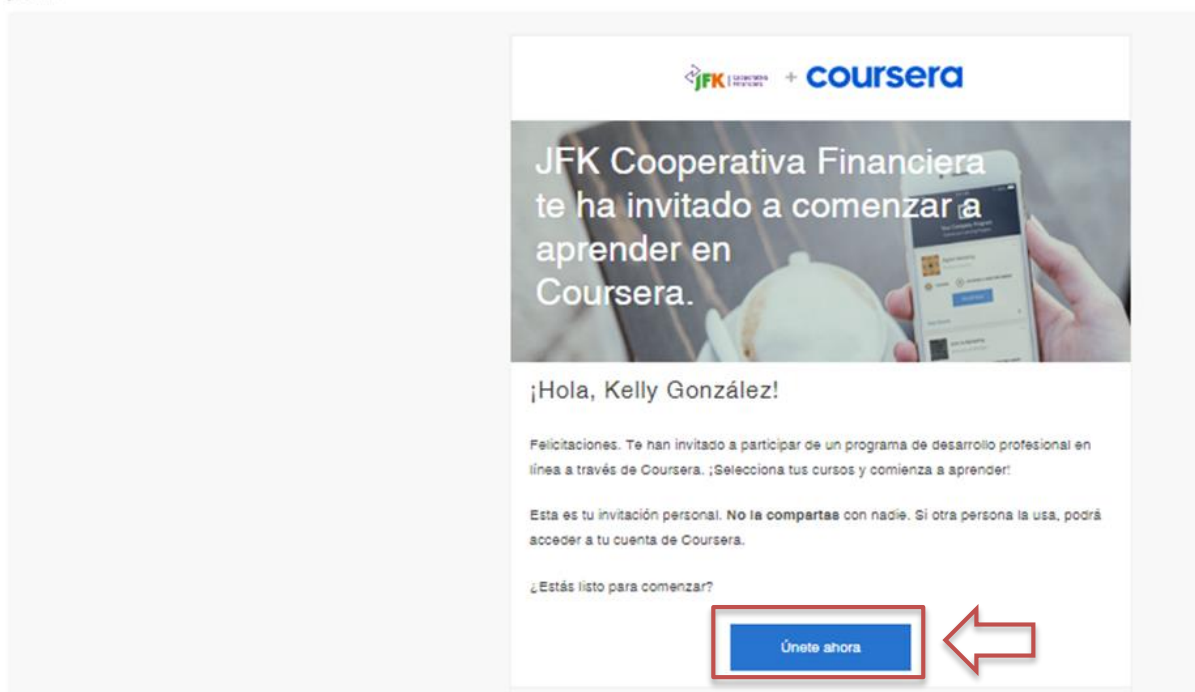 JFK Cooperativa Financiera + coursera
JFK Cooperativa Financiera
te ha invitado a comenzar a
aprender en
Coursera.
¡Hola, Kelly González!
Felicitaciones. Te han invitado a participar de un programa de desarrollo profesional en
línea a través de Coursera. ¡Selecciona tus cursos y comienza a aprender!
Esta es tu invitación personal. No la compartas con nadie. Si otra persona la usa, podrá
acceder a tu cuenta de Coursera.
¿Estás listo para comenzar?
Únete ahora